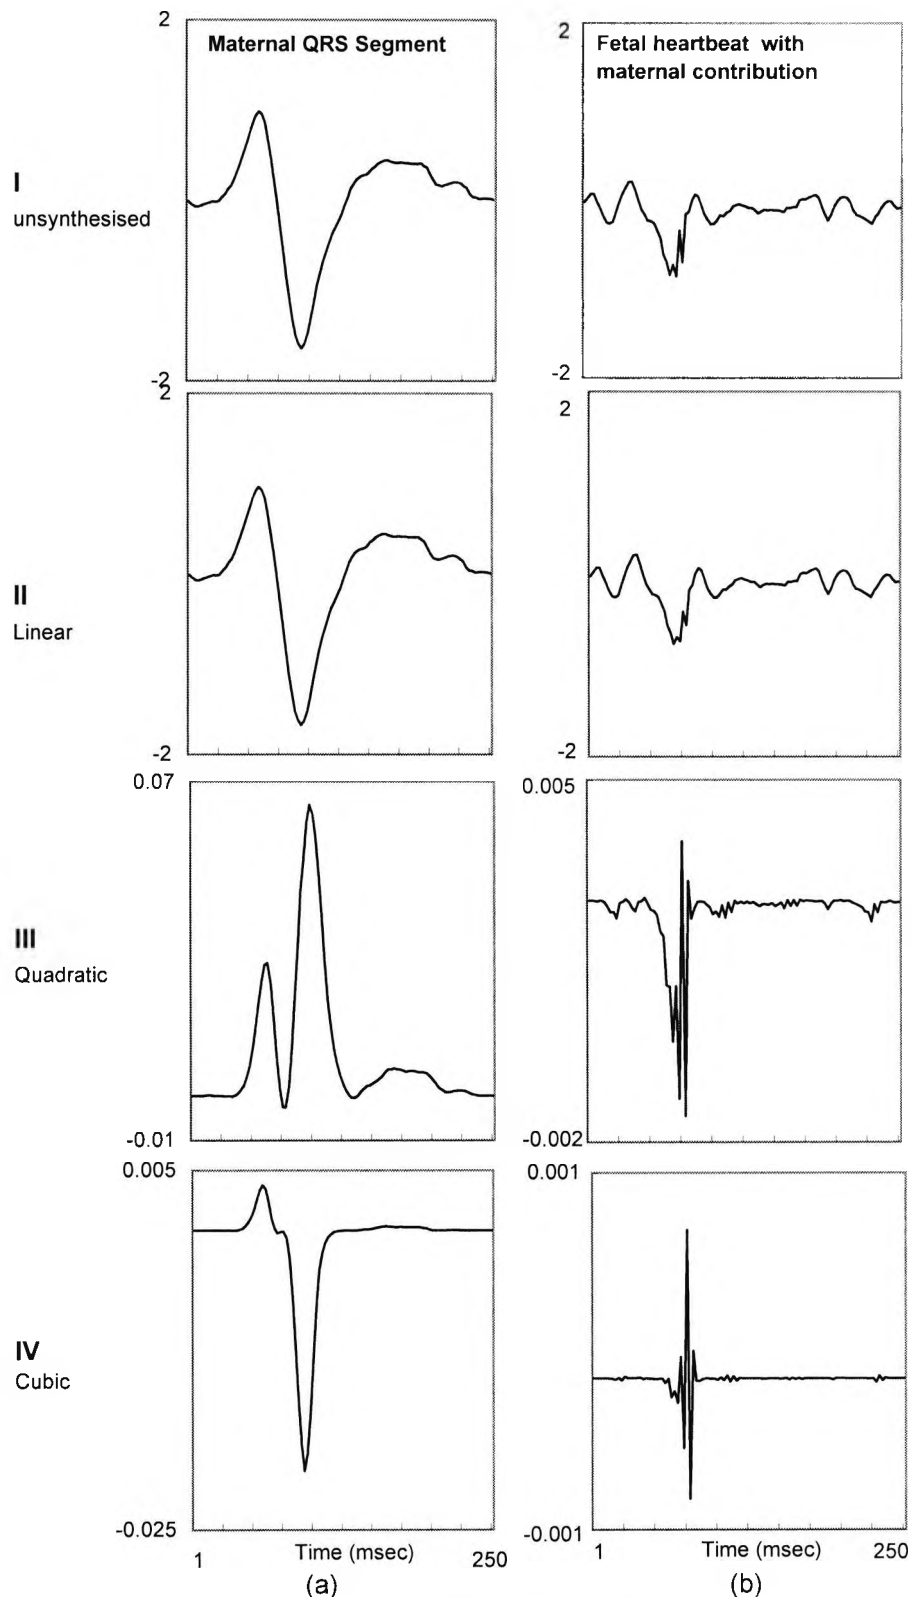 2
Maternal QRS Segment
2
Fetal heartbeat with
maternal contribution
I
unsynthesised
-2
-2
2
2
II
Linear
-2
-2
0.07
0.005
III
Quadratic
-0.01
-0.002
0.005
0.001
IV
Cubic
-0.025
-0.001
1
Time (msec)
250
1
Time (msec)
250
(a)
(b)